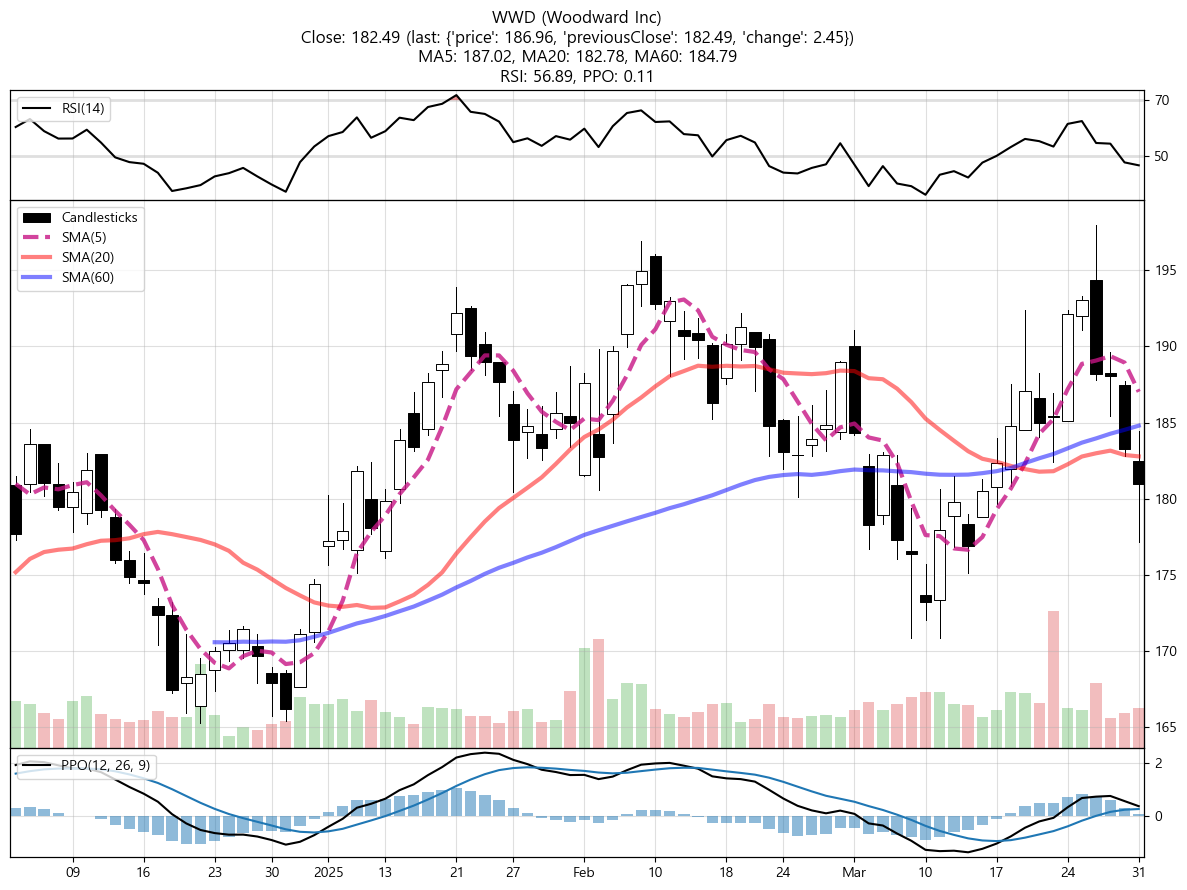 WWD (Woodward Inc)
Close: 182.49 (last: {'price': 186.96, 'previousClose': 182.49, 'change': 2.45})
MA5: 187.02, MA20: 182.78, MA60: 184.79
RSI: 56.89, PPO: 0.11
RSI(14)
70
50
Candlesticks
SMA(5)
SMA(20)
SMA(60)
195
190
185
180
175
170
165
PPO(12, 26, 9)
2
0
09 16 23 30 2025 13 21 27 Feb 10 18 24 Mar 10 17 24 31